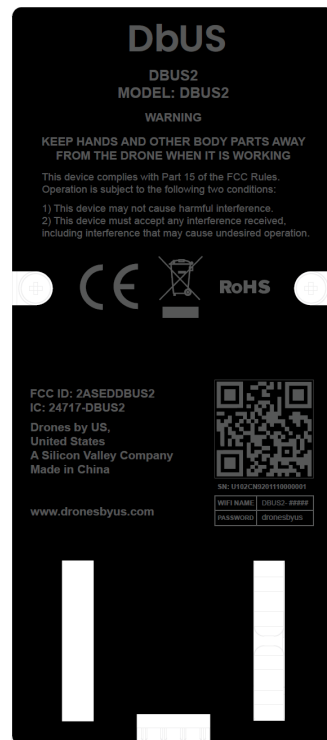 DbUS
DBUS2
MODEL: DBUS2
WARNING
KEEP HANDS AND OTHER BODY PARTS AWAY
FROM THE DRONE WHEN IT IS WORKING
This device complies with Part 15 of the FCC Rules.
Operation is subject to the following two conditions:
1) This device may not cause harmful interference.
2) This device must accept any interference received,
including interference that may cause undesired operation.
CE
RoHS
FCC ID: 2ASEDDBUS2
IC: 24717-DBUS2
Drones by US,
United States
A Silicon Valley Company
Made in China
www.dronesbyus.com
SN: U162CN9201110000001
WIFI NAME DBUS2- #####
PASSWORD dronesbyus